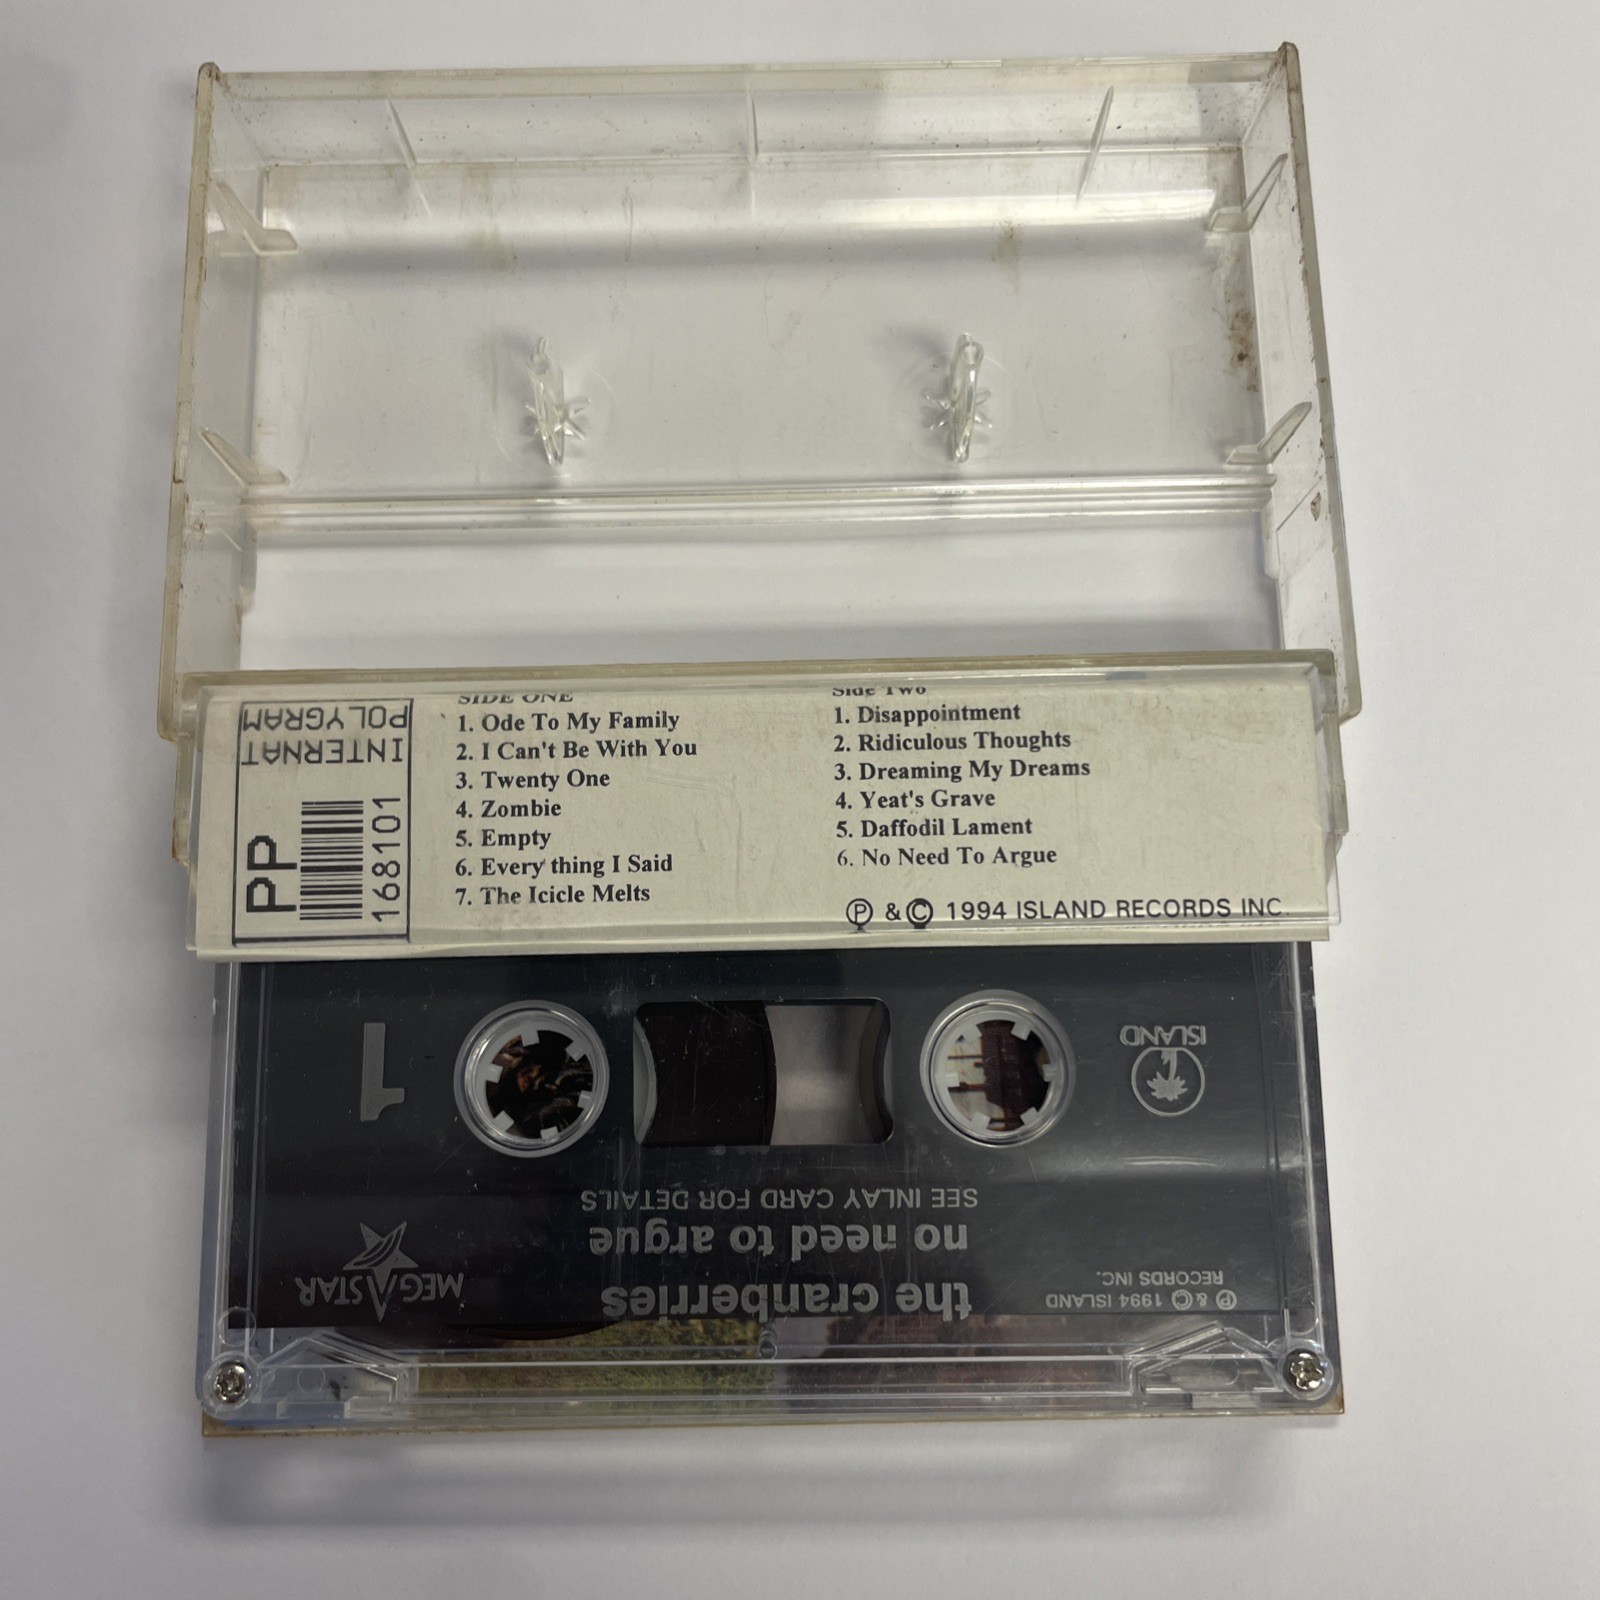 POLYGRAM
INTERNAT
PP
168101
SIDE ONE
1. Ode To My Family
2. I Can't Be With You
3. Twenty One
4. Zombie
5. Empty
6. Every thing I Said
7. The Icicle Melts
Side Two
1. Disappointment
2. Ridiculous Thoughts
3. Dreaming My Dreams
4. Yeat's Grave
5. Daffodil Lament
6. No Need To Argue
Ⓟ & © 1994 ISLAND RECORDS INC.
Ⓟ & © 1994 ISLAND
RECORDS INC.
the cranberries
no need to argue
SEE INLAY CARD FOR DETAILS
MEGASTAR
ISLAND
1